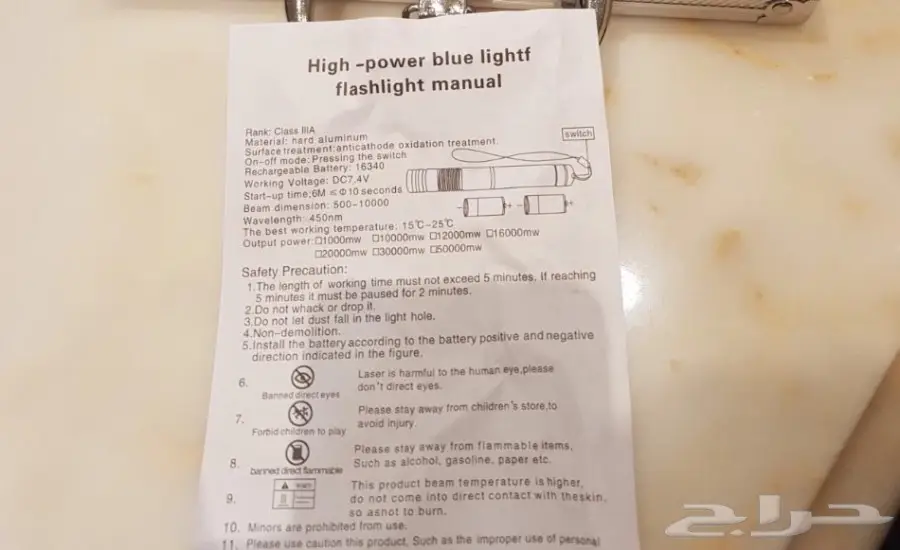 High -power blue lightf
flashlight manual
Rank: Class IIIA
Material: hard aluminum
Surface treatment:anticathode oxidation treatment.
On-off mode:Pressing the switch
Rechargeable Battery: 16340
Working Voltage: DC7.4V
Start-up time:6M ≤Φ10 seconds
Beam dimension: 500-10000
Wavelength: 450nm
The best working temperature: 15℃-25℃
Output power:□1000mw □10000mw □12000mw □16000mw
□20000mw □30000mw □50000mw
switch
- + - +
Safety Precaution:
1.The length of working time must not exceed 5 minutes. If reaching
5 minutes it must be paused for 2 minutes.
2.Do not whack or drop it.
3.Do not let dust fall in the light hole.
4.Non-demolition.
5.Install the battery according to the battery positive and negative
direction indicated in the figure.
6. Laser is harmful to the human eye,please
don't direct eyes.
Banned direct eyes
7. Please stay away from children's store,to
avoid injury.
Forbid children to play
8. Please stay away from flammable items,
Such as alcohol, gasoline, paper etc.
banned direct flammable
9. This product beam temperature is higher,
do not come into direct contact with theskin,
so asnot to burn.
10. Minors are prohibited from use.
11. Please use caution this product, Such as the improper use of personal
حراج